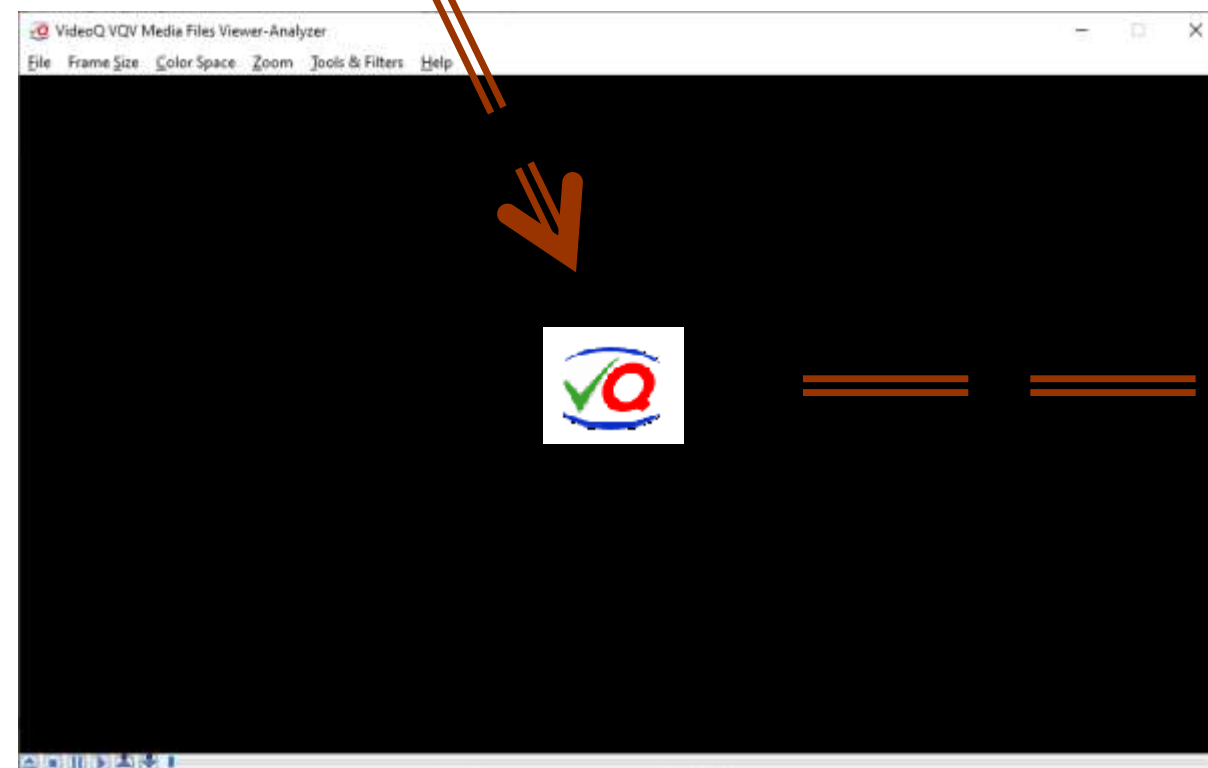 VideoQ VQV Media Files Viewer-Analyzer
File Frame Size Color Space Zoom Tools & Filters Help
VQ